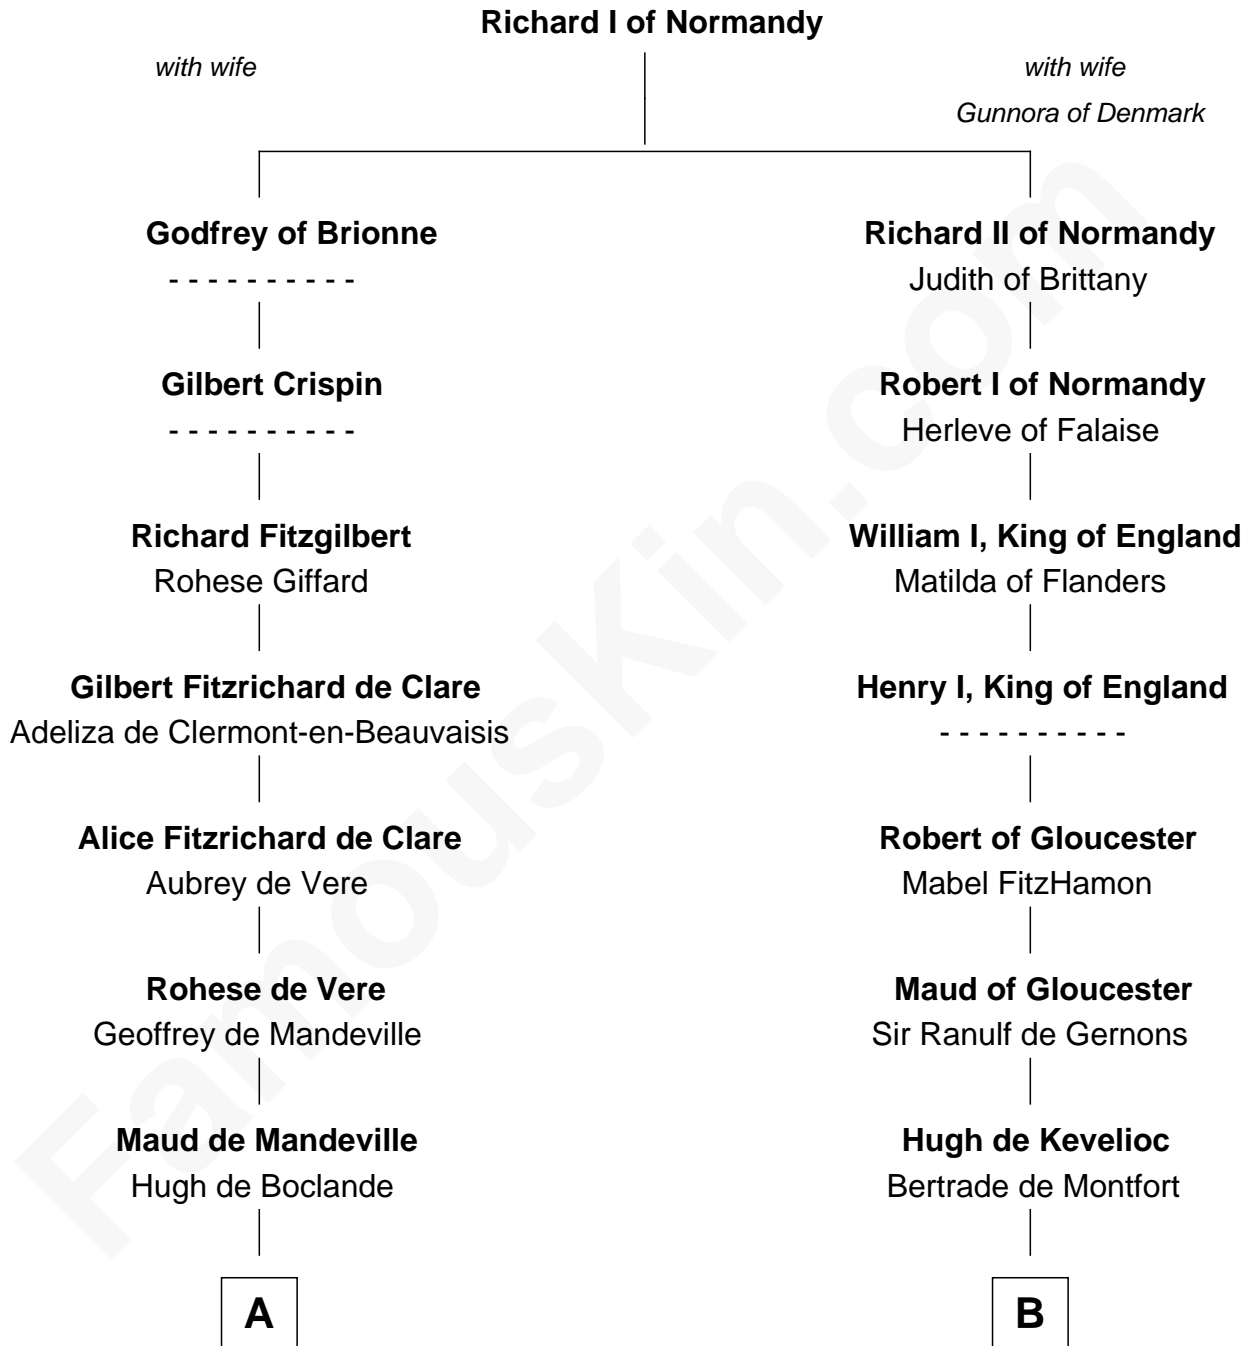 Richard I of Normandy
with wife
with wife
Gunnora of Denmark
Godfrey of Brionne
- - - - - - - - - -
Richard II of Normandy
Judith of Brittany
Gilbert Crispin
- - - - - - - - - -
Robert I of Normandy
Herleve of Falaise
Richard Fitzgilbert
Rohese Giffard
William I, King of England
Matilda of Flanders
Gilbert Fitzrichard de Clare
Adeliza de Clermont-en-Beauvaisis
Henry I, King of England
- - - - - - - - - -
Alice Fitzrichard de Clare
Aubrey de Vere
Robert of Gloucester
Mabel FitzHamon
Rohese de Vere
Geoffrey de Mandeville
Maud of Gloucester
Sir Ranulf de Gernons
Maud de Mandeville
Hugh de Boclande
Hugh de Kevelioc
Bertrade de Montfort
A
B
FamousKin.com